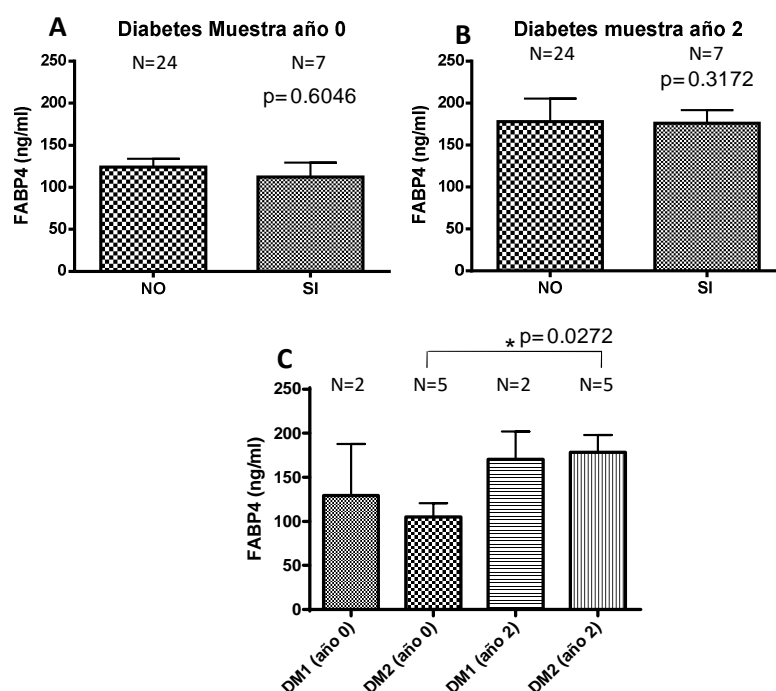 A
Diabetes Muestra año 0
N=24
N=7
p=0.6046
250
200
150
100
50
0
FABP4 (ng/ml)
NO
SI
B
Diabetes muestra año 2
N=24
N=7
p=0.3172
250
200
150
100
50
0
FABP4 (ng/ml)
NO
SI
C
* p=0.0272
N=2
N=5
N=2
N=5
250
200
150
100
50
0
FABP4 (ng/ml)
DM1 (año 0)
DM2 (año 0)
DM1 (año 2)
DM2 (año 2)